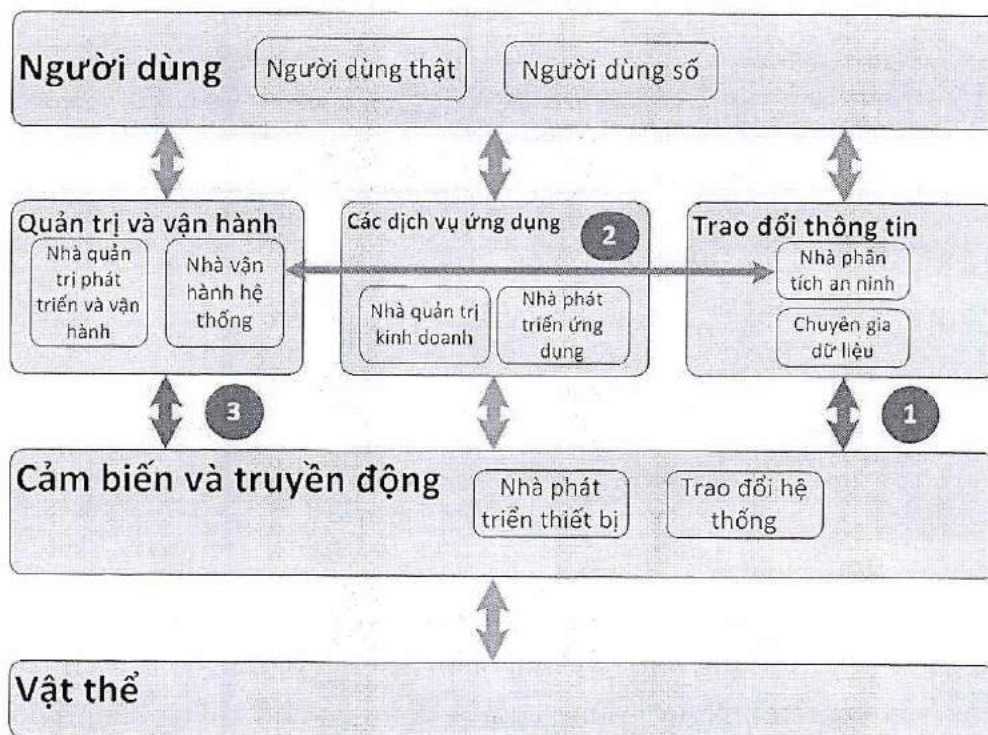 Người dùng
Người dùng thật
Người dùng số
Quản trị và vận hành
Nhà quản
trị phát
triển và vận
hành
Nhà vận
hành hệ
thống
Các dịch vụ ứng dụng
2
Nhà quản trị
kinh doanh
Nhà phát
triển ứng
dụng
Trao đổi thông tin
Nhà phân
tích an ninh
Chuyên gia
dữ liệu
3
1
Cảm biến và truyền động
Nhà phát
triển thiết bị
Trao đổi hệ
thống
Vật thể